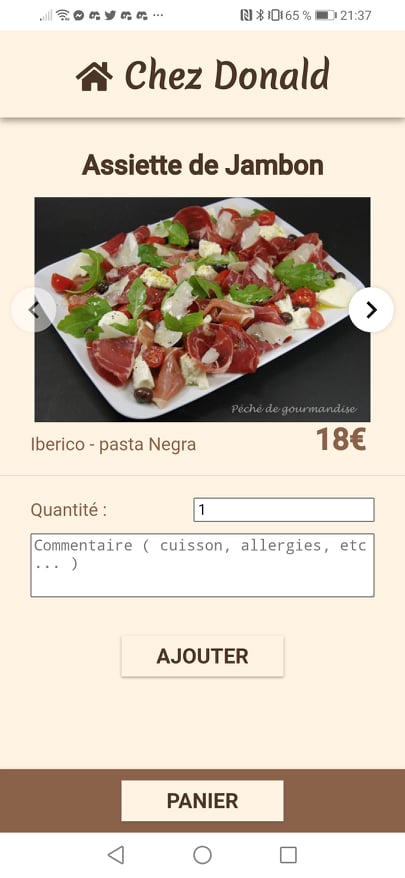 65 % 21:37
Chez Donald
Assiette de Jambon
Péché de gourmandise
Iberico - pasta Negra
18€
Quantité :
1
Commentaire ( cuisson, allergies, etc
... )
AJOUTER
PANIER